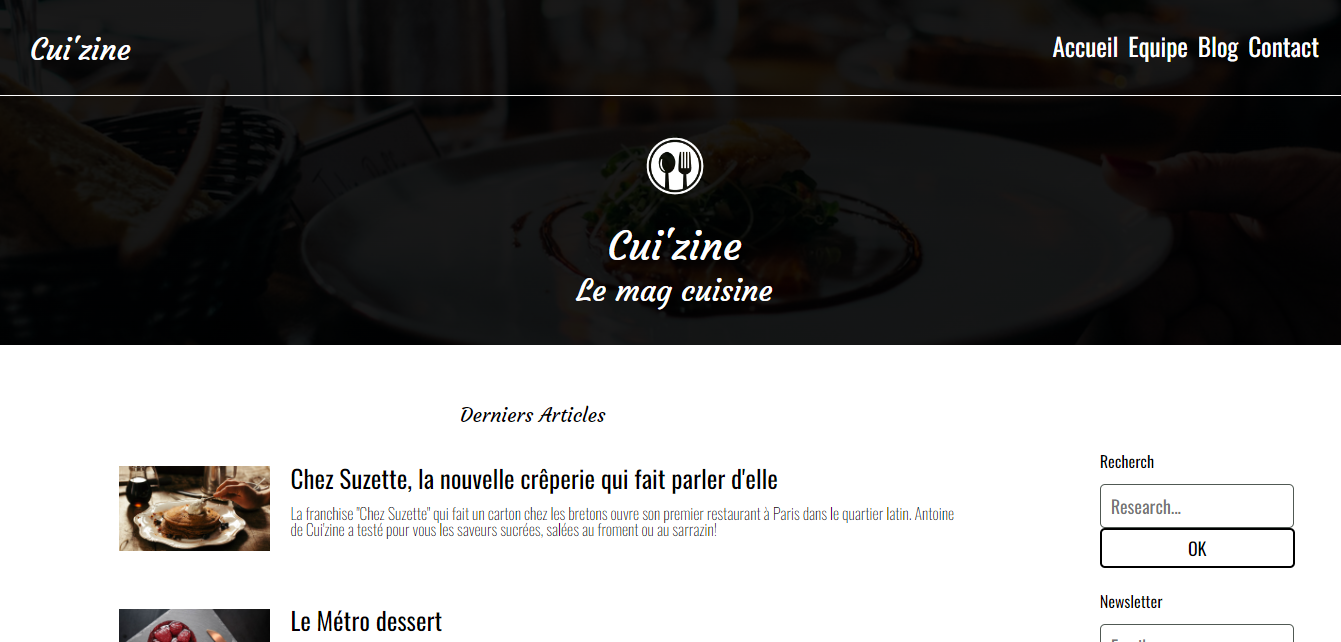 Cui'zine
Accueil Equipe Blog Contact
Cui'zine
Le mag cuisine
Derniers Articles
Chez Suzette, la nouvelle crêperie qui fait parler d'elle
La franchise "Chez Suzette" qui fait un carton chez les bretons ouvre son premier restaurant à Paris dans le quartier latin. Antoine
de Cui'zine a testé pour vous les saveurs sucrées, salées au froment ou au sarrazin!
Le Métro dessert
Recherch
Research...
OK
Newsletter